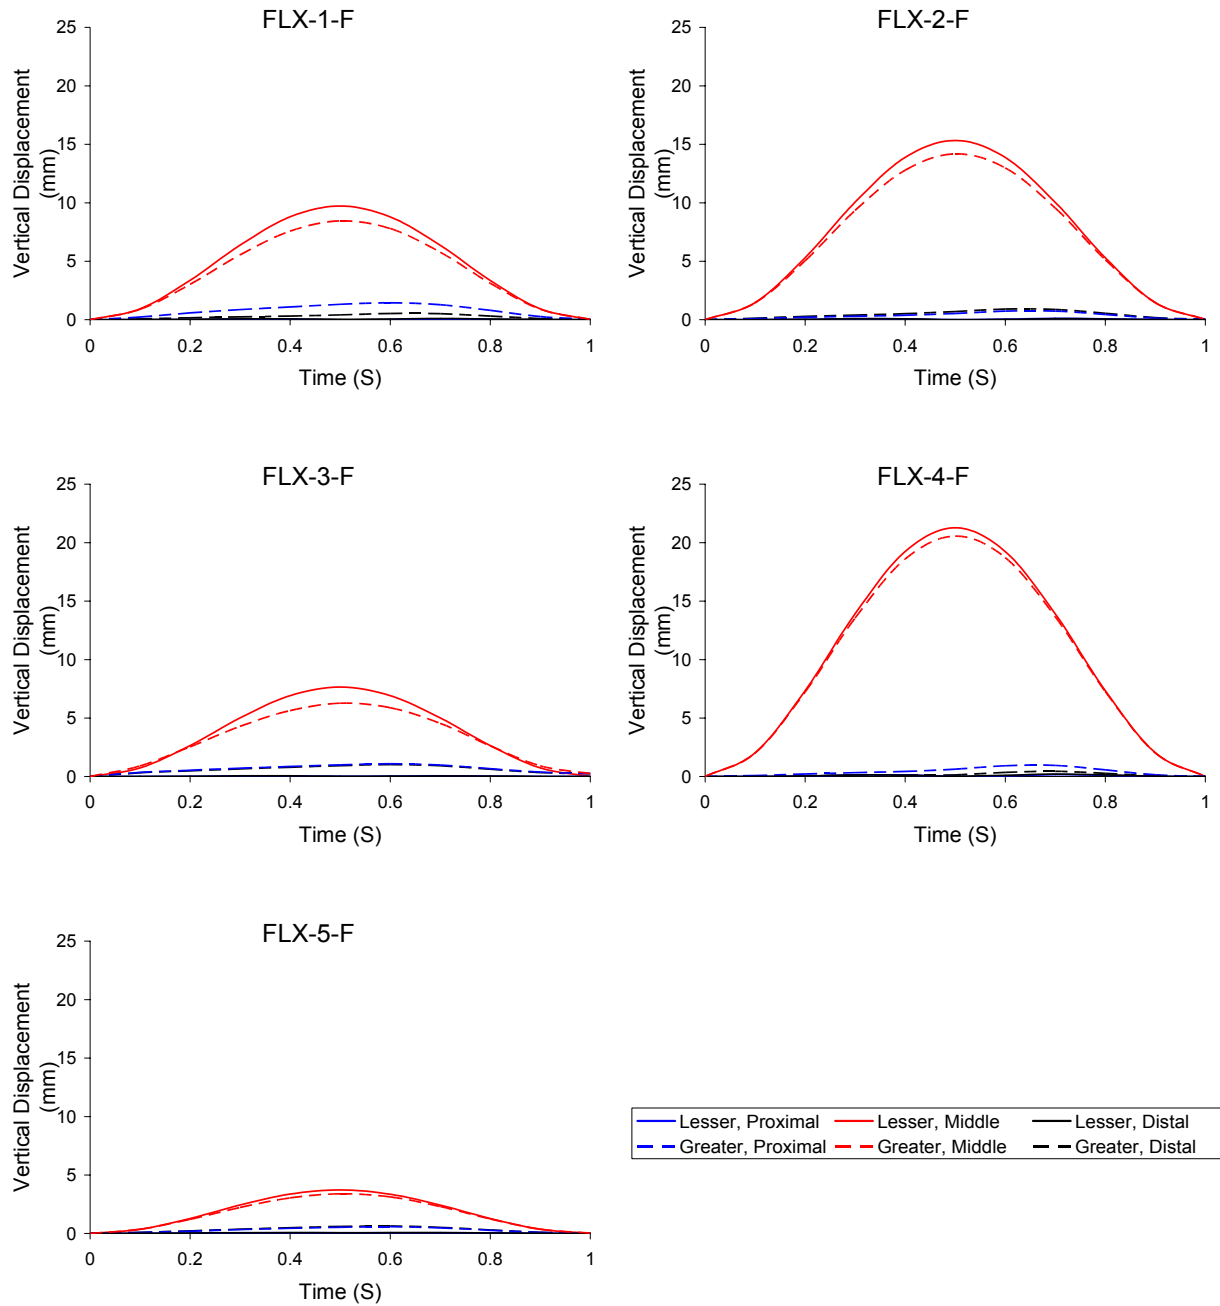 FLX-1-F
Vertical Displacement
(mm)
25
20
15
10
5
0
0 0.2 0.4 0.6 0.8 1
Time (S)
FLX-2-F
Vertical Displacement
(mm)
25
20
15
10
5
0
0 0.2 0.4 0.6 0.8 1
Time (S)
FLX-3-F
Vertical Displacement
(mm)
25
20
15
10
5
0
0 0.2 0.4 0.6 0.8 1
Time (S)
FLX-4-F
Vertical Displacement
(mm)
25
20
15
10
5
0
0 0.2 0.4 0.6 0.8 1
Time (S)
FLX-5-F
Vertical Displacement
(mm)
25
20
15
10
5
0
0 0.2 0.4 0.6 0.8 1
Time (S)
Lesser, Proximal Lesser, Middle Lesser, Distal
Greater, Proximal Greater, Middle Greater, Distal